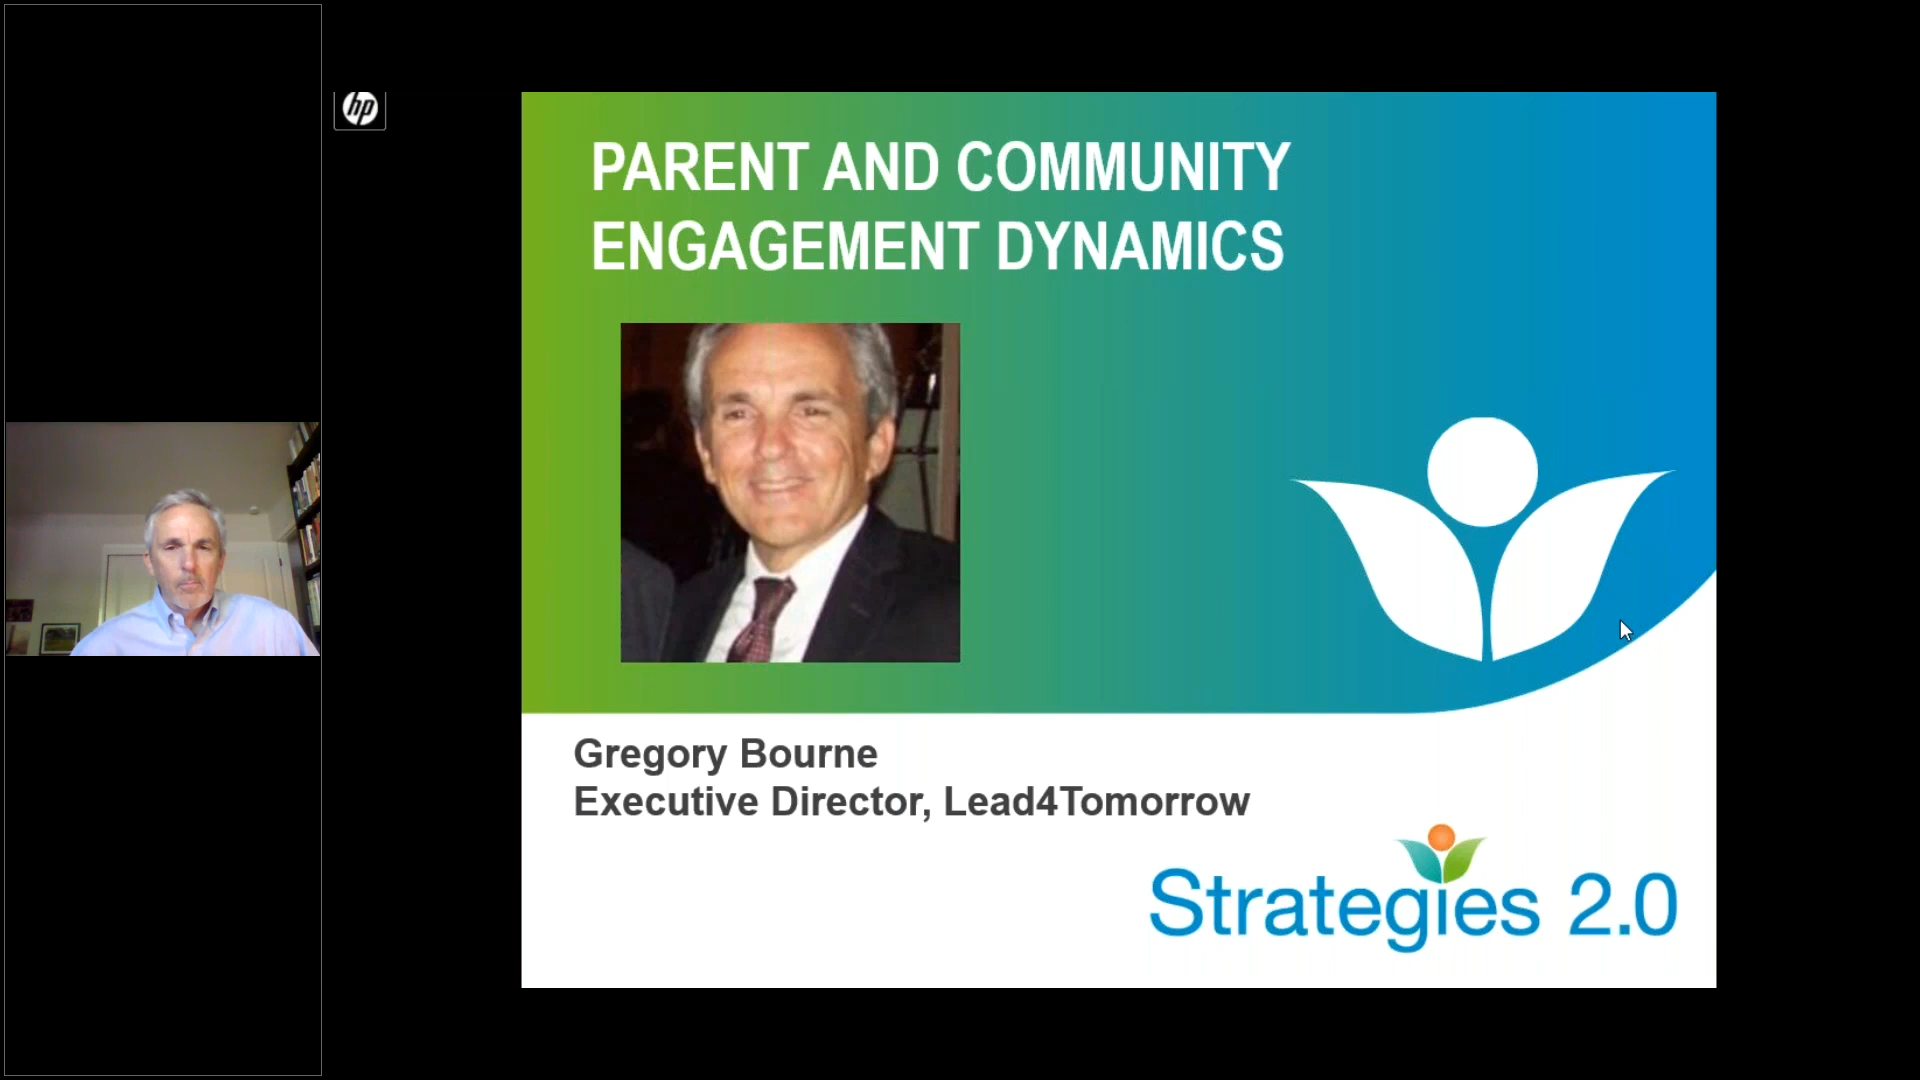 hp
PARENT AND COMMUNITY
ENGAGEMENT DYNAMICS
Gregory Bourne
Executive Director, Lead4Tomorrow
Strategies 2.0